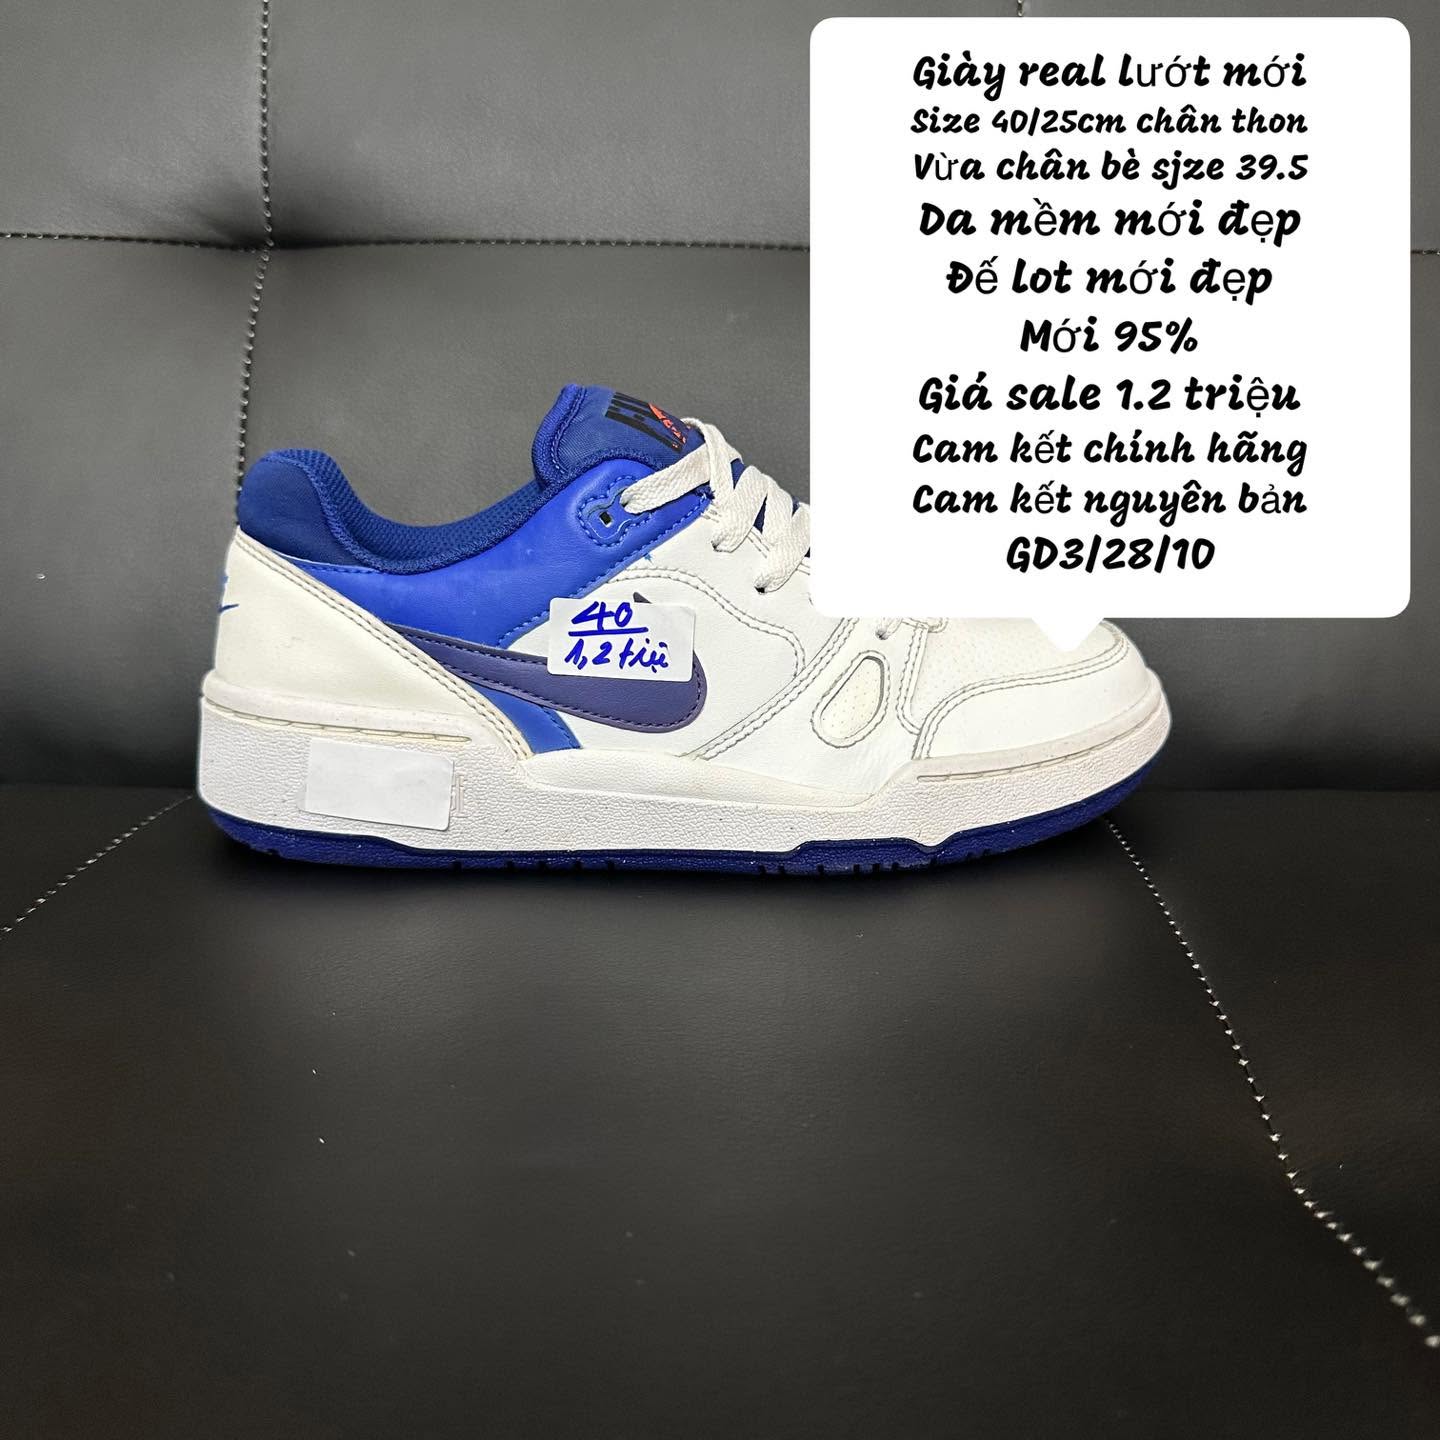 Giày real lướt mới
Size 40/25cm chân thon
Vừa chân bè sjze 39.5
Da mềm mới đẹp
Đế lot mới đẹp
Mới 95%
Giá sale 1.2 triệu
Cam kết chính hãng
Cam kết nguyên bản
GD3/28/10
40
1,2 triệu